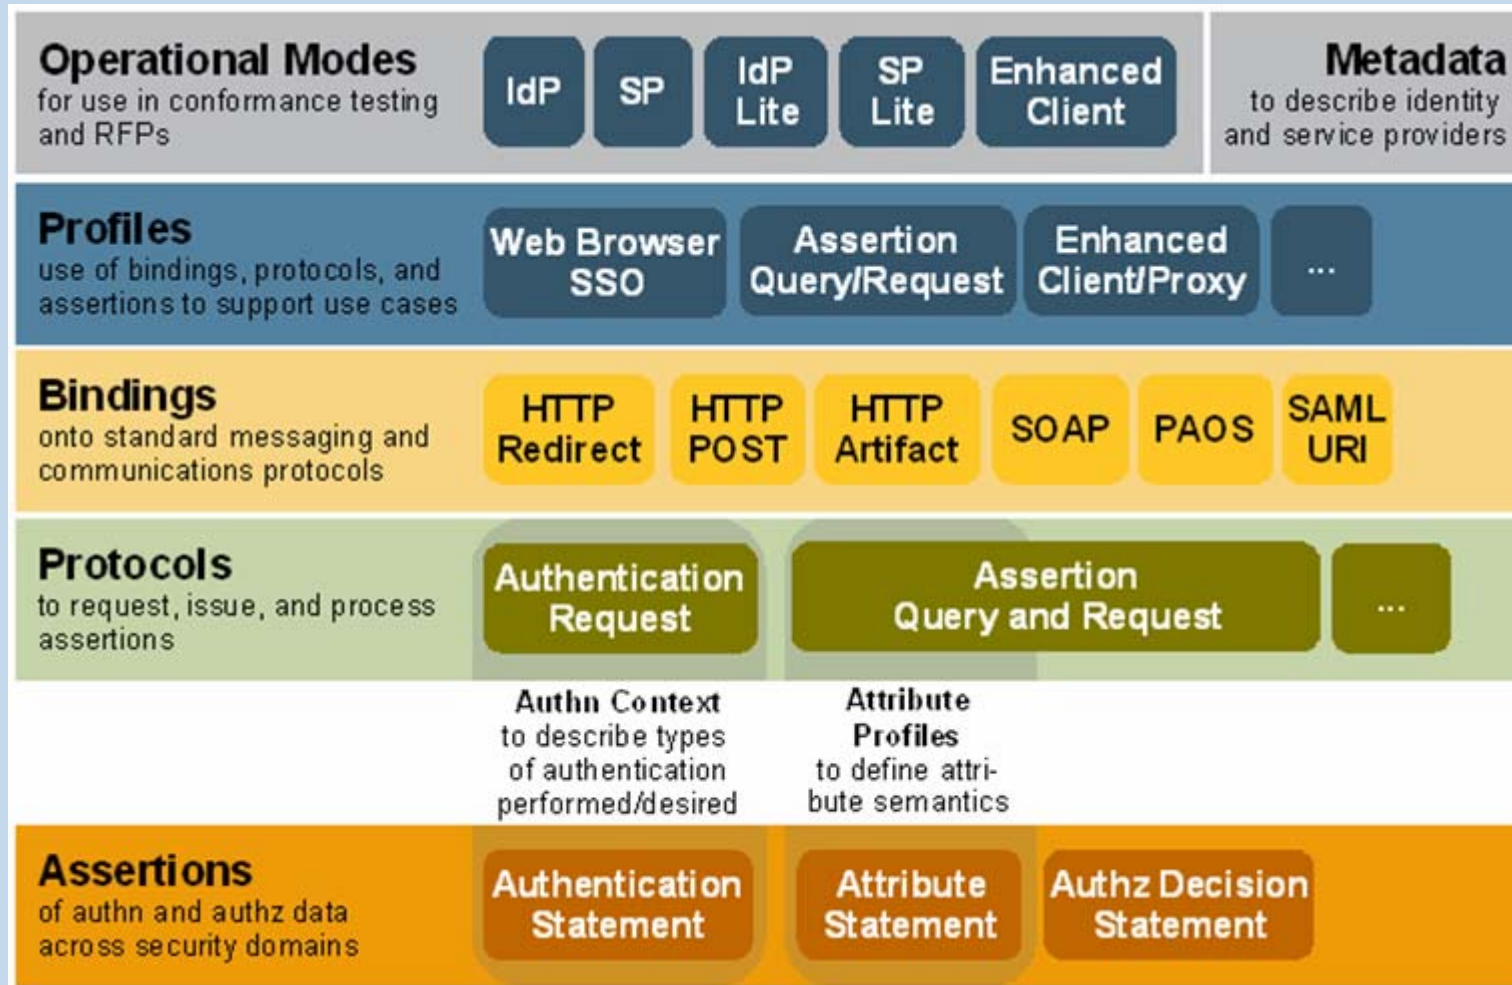 Operational Modes
for use in conformance testing
and RFPs
IdP
SP
IdP
Lite
SP
Lite
Enhanced
Client
Metadata
to describe identity
and service providers
Profiles
use of bindings, protocols, and
assertions to support use cases
Web Browser
SSO
Assertion
Query/Request
Enhanced
Client/Proxy
...
Bindings
onto standard messaging and
communications protocols
HTTP
Redirect
HTTP
POST
HTTP
Artifact
SOAP
PAOS
SAML
URI
Protocols
to request, issue, and process
assertions
Authentication
Request
Assertion
Query and Request
...
Authn Context
to describe types
of authentication
performed/desired
Attribute
Profiles
to define attri-
bute semantics
Assertions
of authn and authz data
across security domains
Authentication
Statement
Attribute
Statement
Authz Decision
Statement